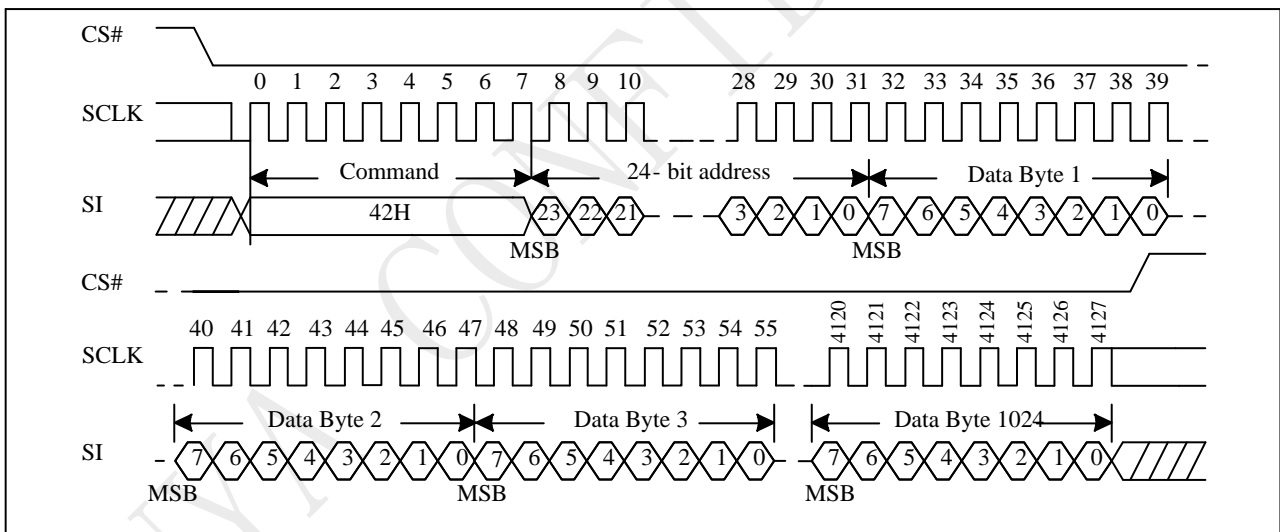 CS#
0 1 2 3 4 5 6 7 8 9 10 28 29 30 31 32 33 34 35 36 37 38 39
SCLK
Command 24- bit address Data Byte 1
SI 42H 23 22 21 3 2 1 0 7 6 5 4 3 2 1 0
MSB MSB
CS#
40 41 42 43 44 45 46 47 48 49 50 51 52 53 54 55 4120 4121 4122 4123 4124 4125 4126 4127
SCLK
Data Byte 2 Data Byte 3 Data Byte 1024
SI 7 6 5 4 3 2 1 0 7 6 5 4 3 2 1 0 7 6 5 4 3 2 1 0
MSB MSB MSB